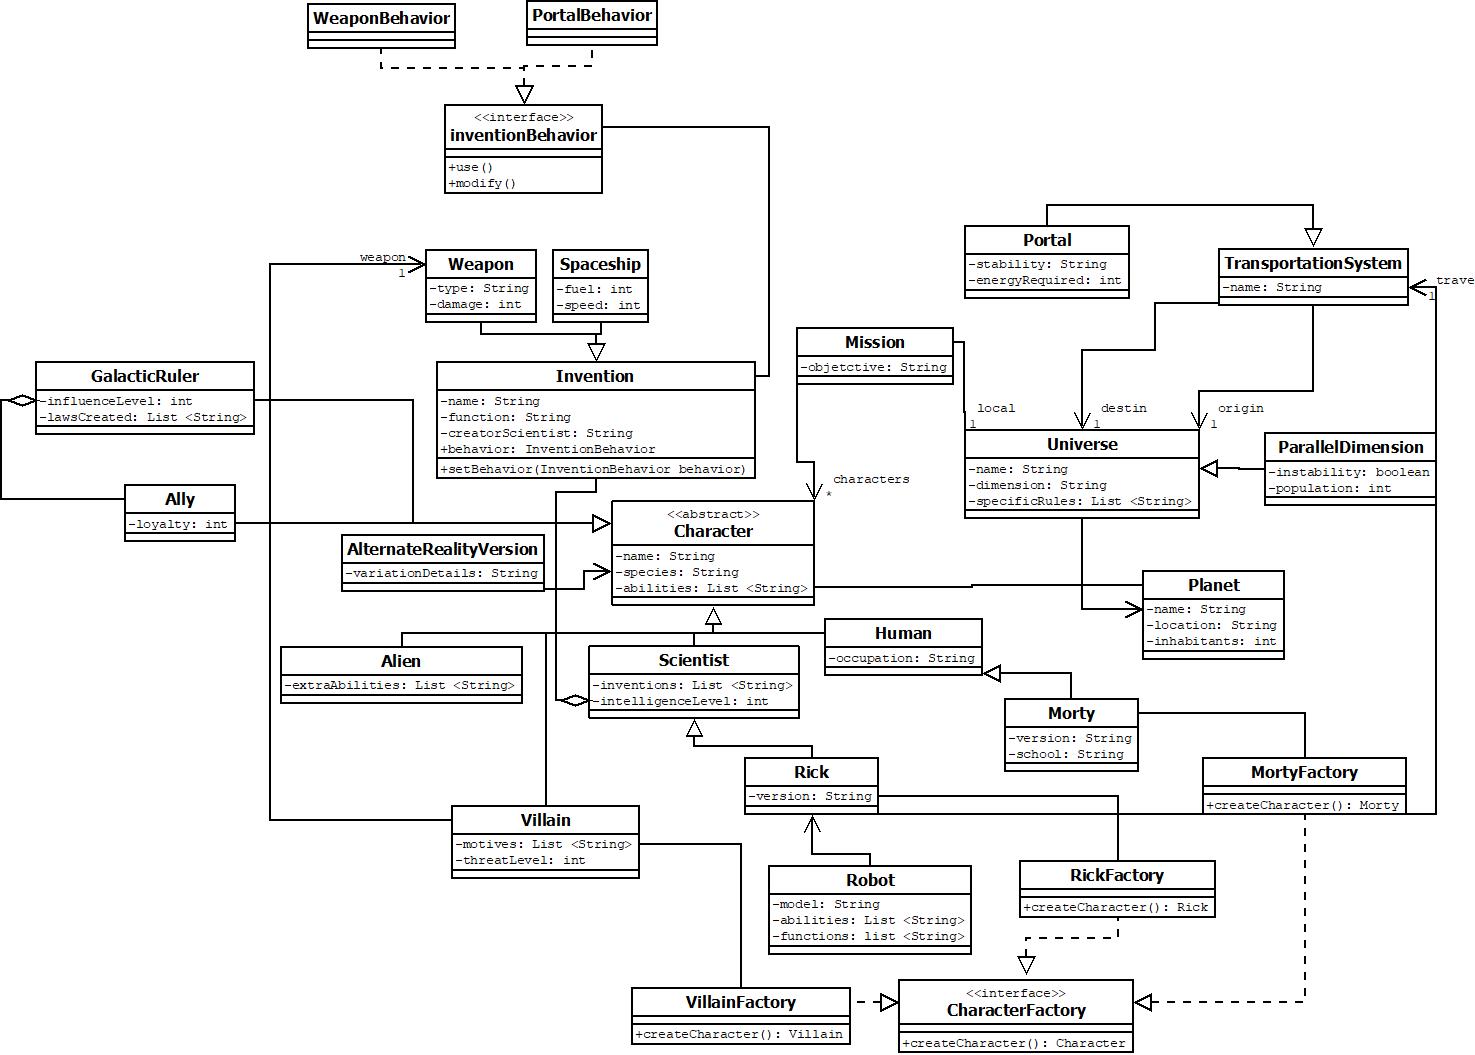 WeaponBehavior
PortalBehavior
<<interface>>
inventionBehavior
+use()
+modify()
Portal
-stability: String
-energyRequired: int
TransportationSystem
-name: String
trave
1
weapon
1
Weapon
-type: String
-damage: int
Spaceship
-fuel: int
-speed: int
Mission
-objetctive: String
GalacticRuler
-influenceLevel: int
-lawsCreated: List <String>
Invention
-name: String
-function: String
-creatorScientist: String
+behavior: InventionBehavior
+setBehavior(InventionBehavior behavior)
local
1
destin
1
origin
1
Universe
-name: String
-dimension: String
-specificRules: List <String>
ParallelDimension
-instability: boolean
-population: int
characters
*
Ally
-loyalty: int
<<abstract>>
Character
-name: String
-species: String
-abilities: List <String>
AlternateRealityVersion
-variationDetails: String
Planet
-name: String
-location: String
-inhabitants: int
Human
-occupation: String
Alien
-extraAbilities: List <String>
Scientist
-inventions: List <String>
-intelligenceLevel: int
Morty
-version: String
-school: String
Rick
-version: String
MortyFactory
+createCharacter(): Morty
Villain
-motives: List <String>
-threatLevel: int
Robot
-model: String
-abilities: List <String>
-functions: list <String>
RickFactory
+createCharacter(): Rick
VillainFactory
+createCharacter(): Villain
<<interface>>
CharacterFactory
+createCharacter(): Character